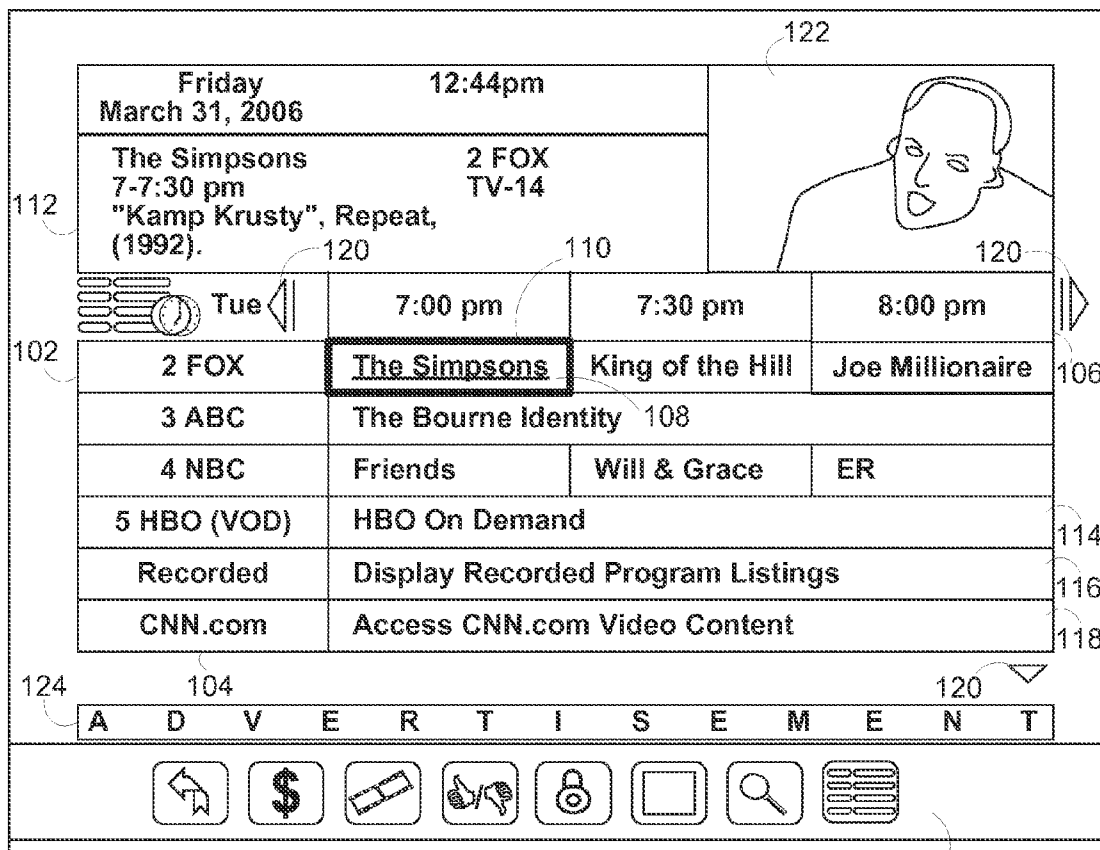 122
Friday 12:44pm
March 31, 2006
The Simpsons 2 FOX
7-7:30 pm TV-14
112
"Kamp Krusty", Repeat,
(1992).
120 110 120
Tue 7:00 pm 7:30 pm 8:00 pm
102
2 FOX The Simpsons King of the Hill Joe Millionaire
106
3 ABC The Bourne Identity 108
4 NBC Friends Will & Grace ER
5 HBO (VOD) HBO On Demand
114
Recorded Display Recorded Program Listings
116
CNN.com Access CNN.com Video Content
118
124 104 120
A D V E R T I S E M E N T
$